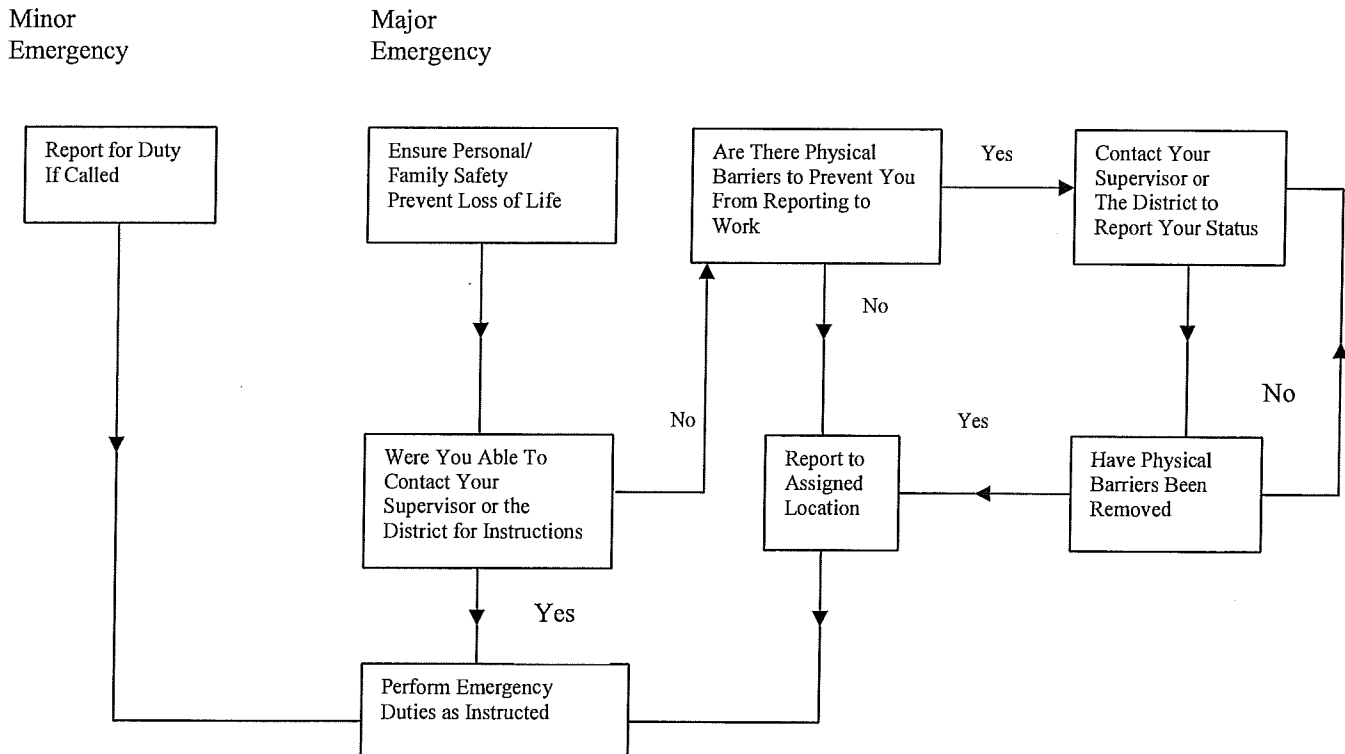 Minor
Emergency
Major
Emergency
Report for Duty
If Called
Ensure Personal/
Family Safety
Prevent Loss of Life
Are There Physical
Barriers to Prevent You
From Reporting to
Work
Yes
Contact Your
Supervisor or
The District to
Report Your Status
No
No
No
Yes
Were You Able To
Contact Your
Supervisor or the
District for Instructions
Report to
Assigned
Location
Have Physical
Barriers Been
Removed
Yes
Perform Emergency
Duties as Instructed